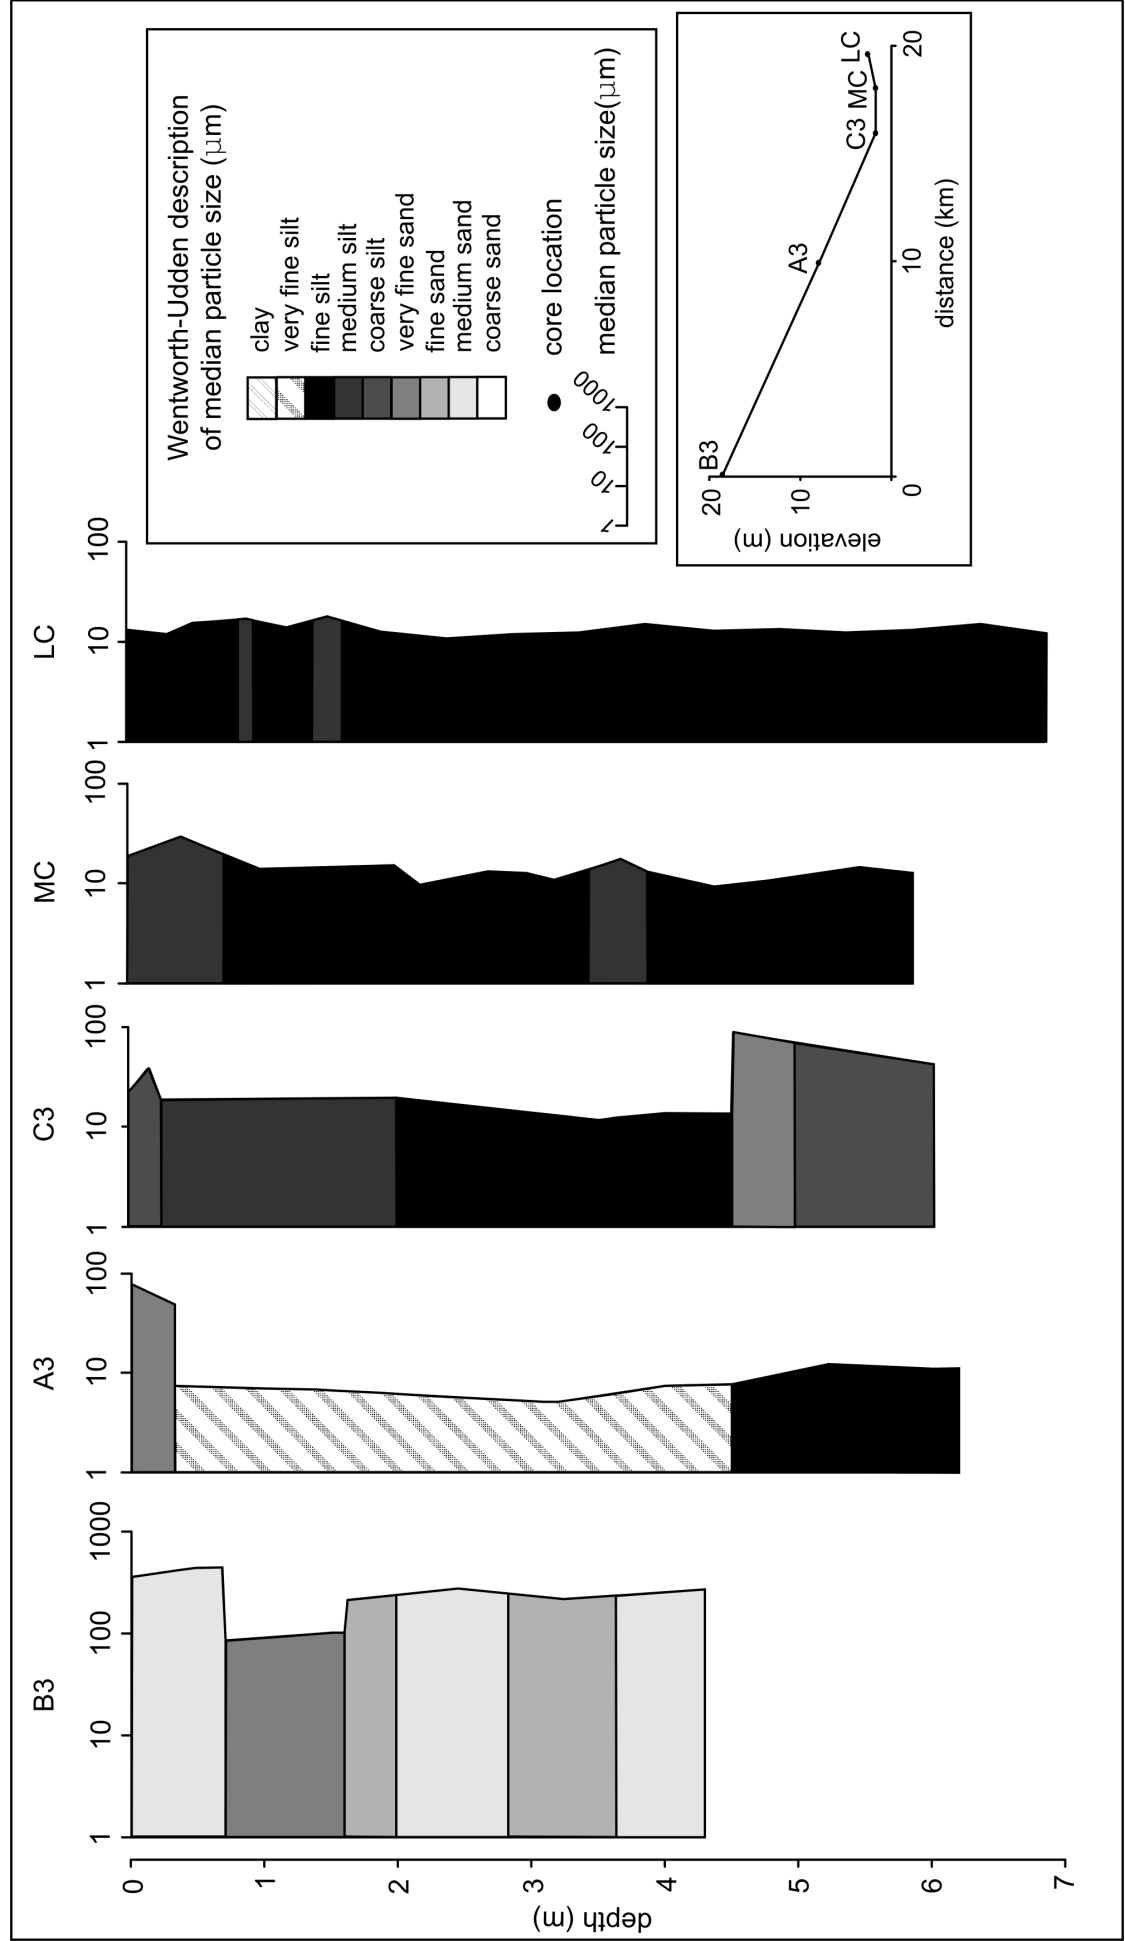 B3
A3
C3
MC
LC
1 10 100 1000
1 10 100
1 10 100
1 10 100
1 10 100
depth (m)
0
1
2
3
4
5
6
7
Wentworth-Udden description
of median particle size (µm)
clay
very fine silt
fine silt
medium silt
coarse silt
very fine sand
fine sand
medium sand
coarse sand
core location
1 10 100 1000
median particle size(µm)
elevation (m)
20
10
B3
A3
C3 MC LC
0 10 20
distance (km)